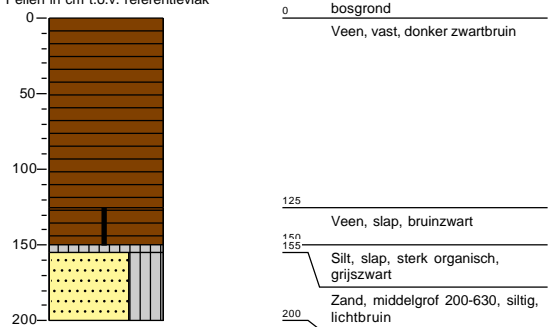 Peilen in cm t.o.v. referentievlak
0
50
100
150
200
0
bosgrond
Veen, vast, donker zwartbruin
125
Veen, slap, bruinzwart
150
155
Silt, slap, sterk organisch,
grijszwart
Zand, middelgrof 200-630, siltig,
lichtbruin
200